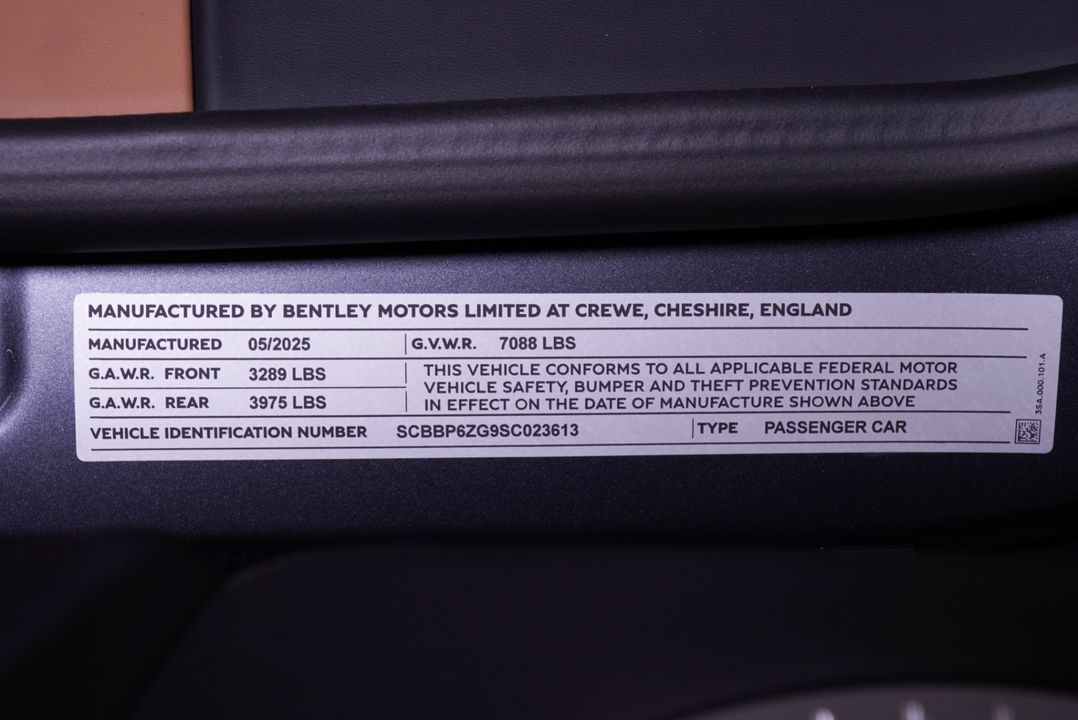 MANUFACTURED BY BENTLEY MOTORS LIMITED AT CREWE, CHESHIRE, ENGLAND
MANUFACTURED 05/2025 G.V.W.R. 7088 LBS
G.A.W.R. FRONT 3289 LBS
G.A.W.R. REAR 3975 LBS
THIS VEHICLE CONFORMS TO ALL APPLICABLE FEDERAL MOTOR
VEHICLE SAFETY, BUMPER AND THEFT PREVENTION STANDARDS
IN EFFECT ON THE DATE OF MANUFACTURE SHOWN ABOVE
VEHICLE IDENTIFICATION NUMBER SCBBP6ZG9SC023613 TYPE PASSENGER CAR
3SA.000.101.A